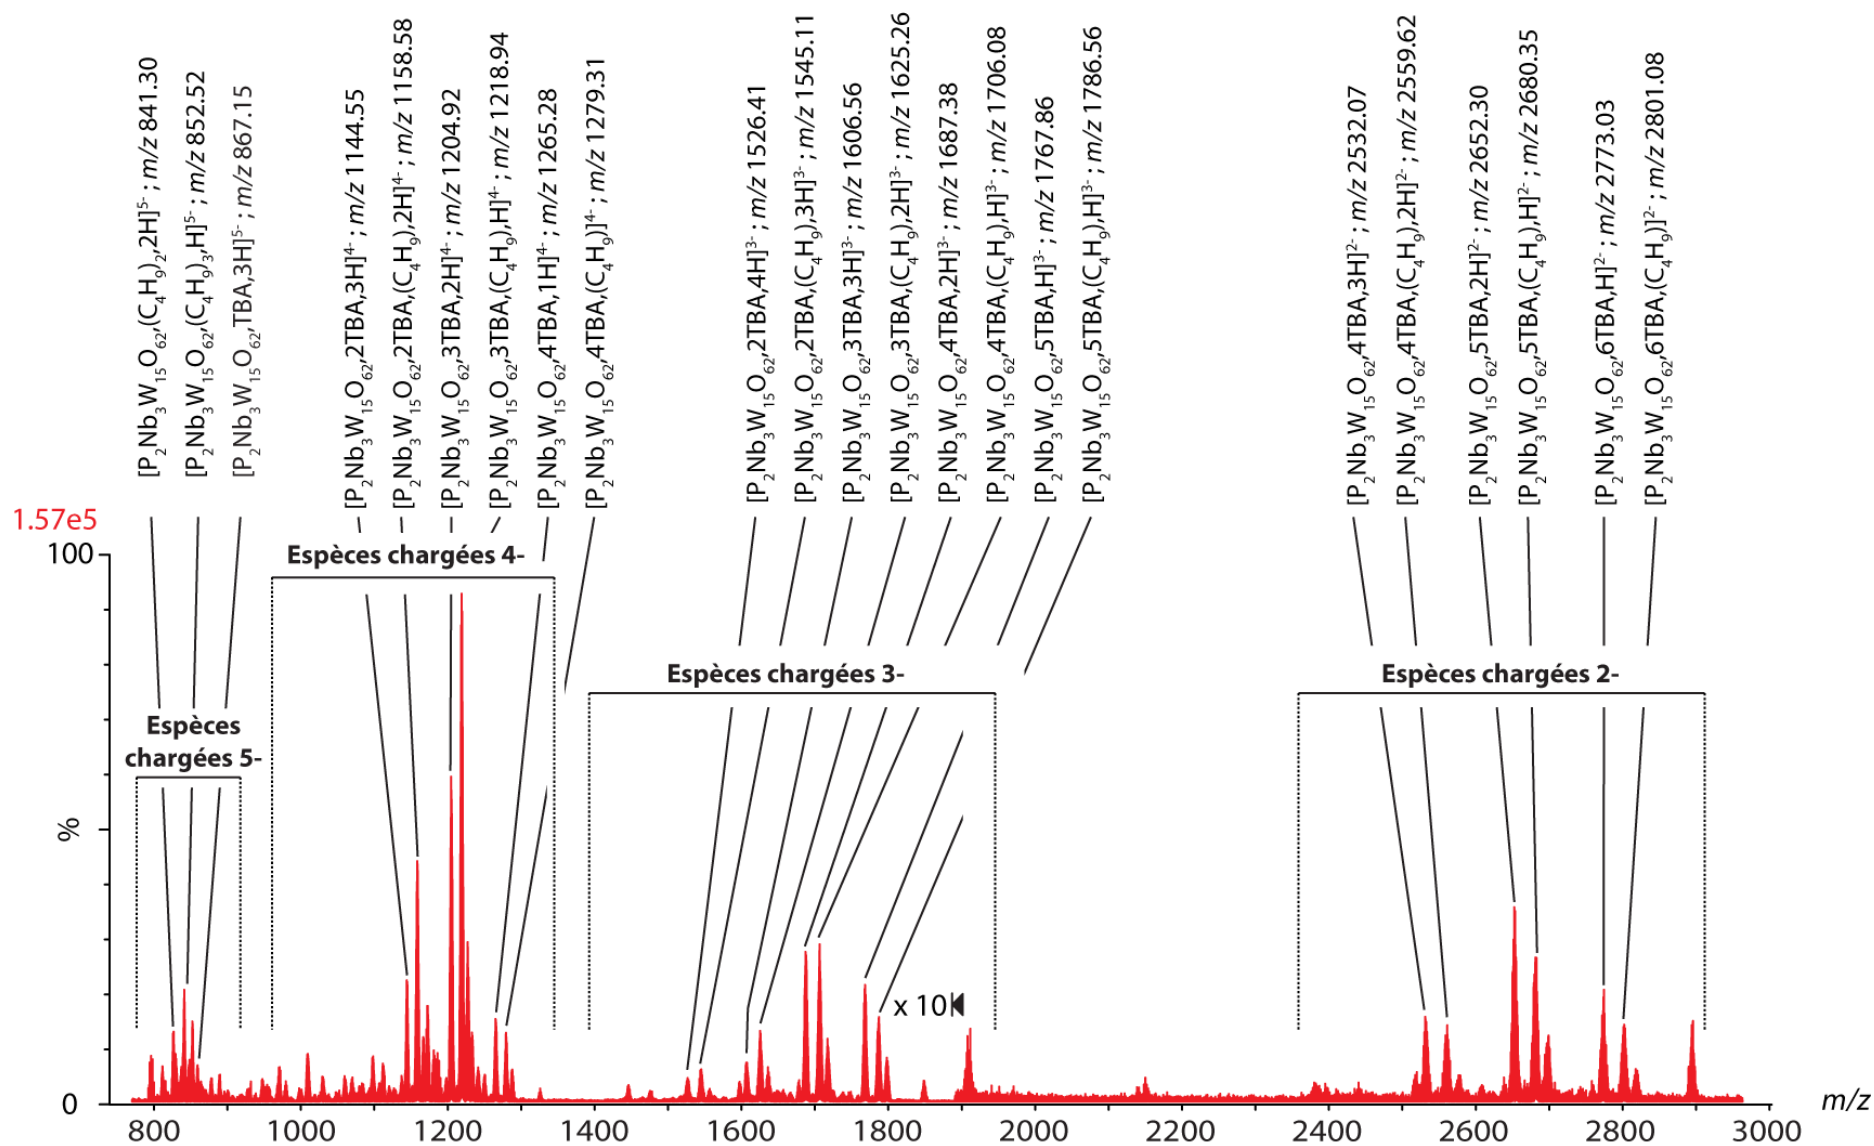 [P₂Nb₃W₁₅O₆₂,(C₄H₉)₂,2H]⁵⁻ ; m/z 841.30
[P₂Nb₃W₁₅O₆₂,(C₄H₉)₃,H]⁵⁻ ; m/z 852.52
[P₂Nb₃W₁₅O₆₂,TBA,3H]⁵⁻ ; m/z 867.15
[P₂Nb₃W₁₅O₆₂,2TBA,3H]⁴⁻ ; m/z 1144.55
[P₂Nb₃W₁₅O₆₂,2TBA,(C₄H₉),2H]⁴⁻ ; m/z 1158.58
[P₂Nb₃W₁₅O₆₂,3TBA,2H]⁴⁻ ; m/z 1204.92
[P₂Nb₃W₁₅O₆₂,3TBA,(C₄H₉),H]⁴⁻ ; m/z 1218.94
[P₂Nb₃W₁₅O₆₂,4TBA,1H]⁴⁻ ; m/z 1265.28
[P₂Nb₃W₁₅O₆₂,4TBA,(C₄H₉)]⁴⁻ ; m/z 1279.31
[P₂Nb₃W₁₅O₆₂,2TBA,4H]³⁻ ; m/z 1526.41
[P₂Nb₃W₁₅O₆₂,2TBA,(C₄H₉),3H]³⁻ ; m/z 1545.11
[P₂Nb₃W₁₅O₆₂,3TBA,3H]³⁻ ; m/z 1606.56
[P₂Nb₃W₁₅O₆₂,3TBA,(C₄H₉),2H]³⁻ ; m/z 1625.26
[P₂Nb₃W₁₅O₆₂,4TBA,2H]³⁻ ; m/z 1687.38
[P₂Nb₃W₁₅O₆₂,4TBA,(C₄H₉),H]³⁻ ; m/z 1706.08
[P₂Nb₃W₁₅O₆₂,5TBA,H]³⁻ ; m/z 1767.86
[P₂Nb₃W₁₅O₆₂,5TBA,(C₄H₉),H]³⁻ ; m/z 1786.56
[P₂Nb₃W₁₅O₆₂,4TBA,3H]²⁻ ; m/z 2532.07
[P₂Nb₃W₁₅O₆₂,4TBA,(C₄H₉),2H]²⁻ ; m/z 2559.62
[P₂Nb₃W₁₅O₆₂,5TBA,2H]²⁻ ; m/z 2652.30
[P₂Nb₃W₁₅O₆₂,5TBA,(C₄H₉),H]²⁻ ; m/z 2680.35
[P₂Nb₃W₁₅O₆₂,6TBA,H]²⁻ ; m/z 2773.03
[P₂Nb₃W₁₅O₆₂,6TBA,(C₄H₉)]²⁻ ; m/z 2801.08
1.57e5
100
Espèces chargées 4-
Espèces chargées 3-
Espèces chargées 2-
Espèces
chargées 5-
%
x 10
0
800 1000 1200 1400 1600 1800 2000 2200 2400 2600 2800 3000 m/z